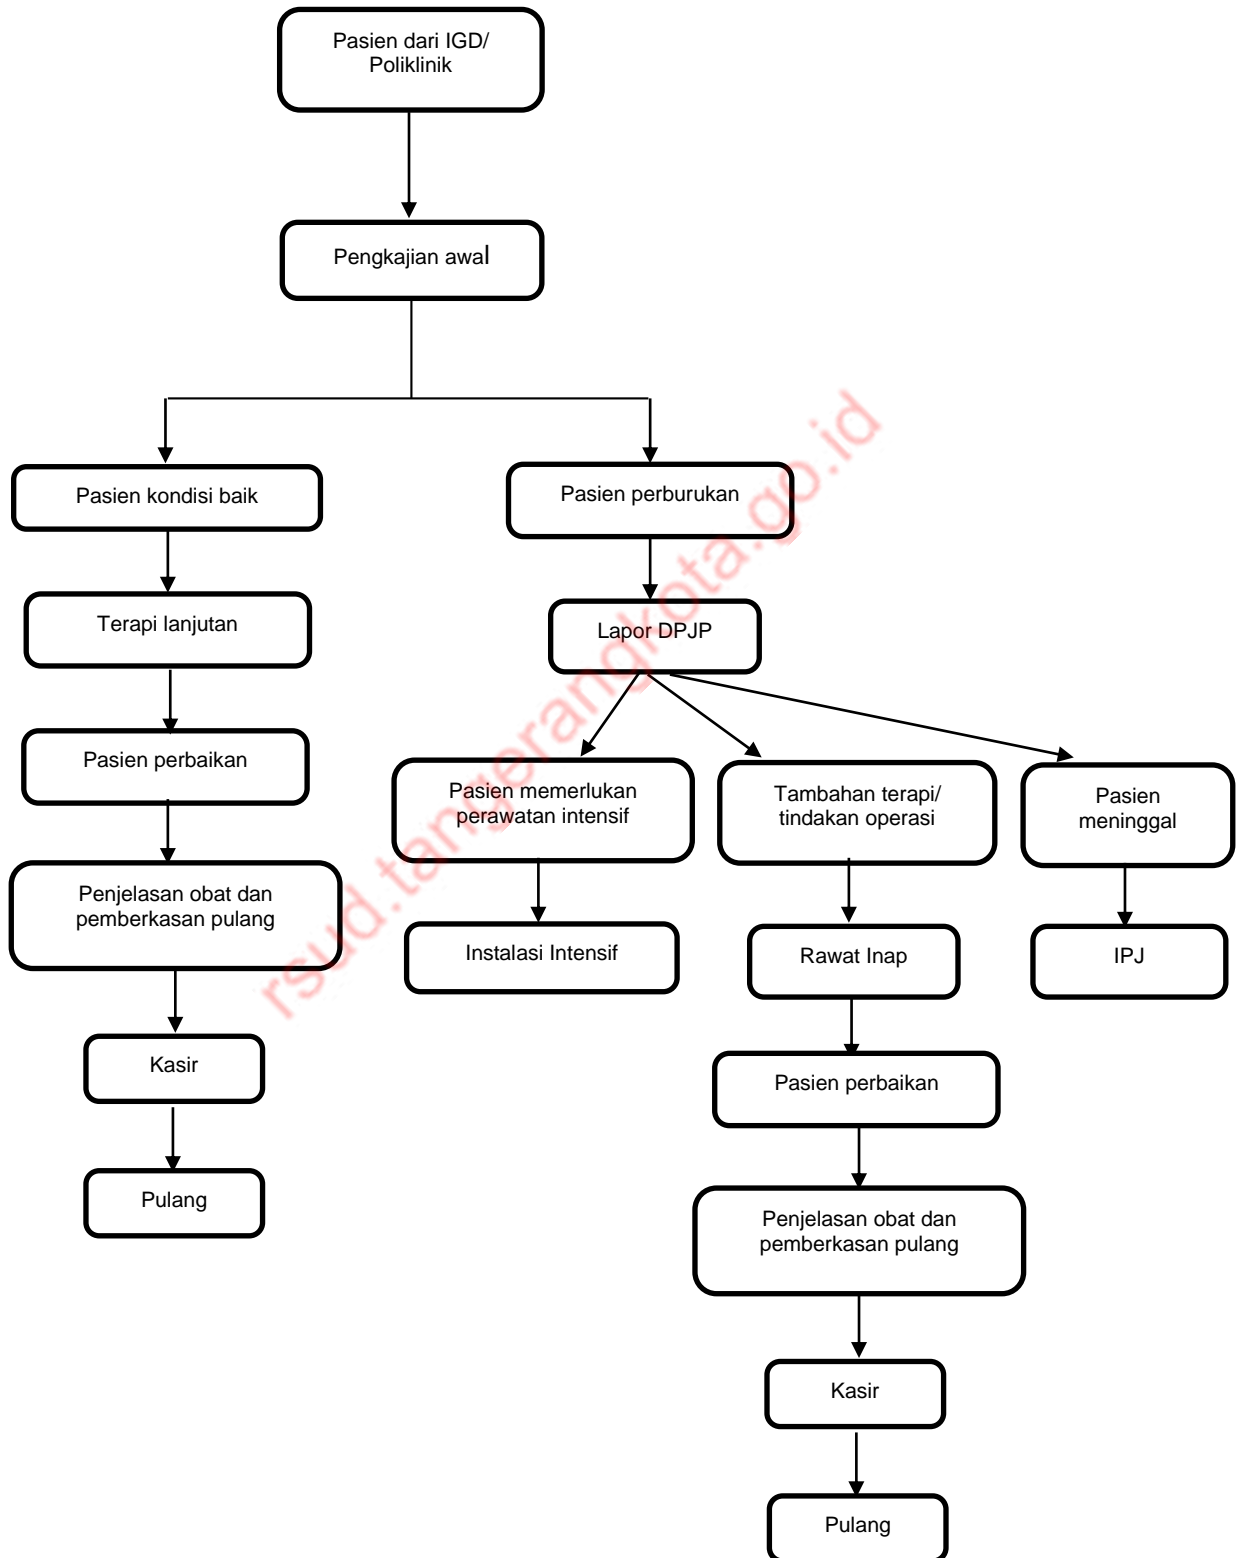 Pasien dari IGD/
Poliklinik
Pengkajian awal
Pasien kondisi baik
Pasien perburukan
Terapi lanjutan
Lapor DPJP
Pasien perbaikan
Pasien memerlukan
perawatan intensif
Tambahan terapi/
tindakan operasi
Pasien
meninggal
Penjelasan obat dan
pemberkasan pulang
Instalasi Intensif
Rawat Inap
IPJ
Kasir
Pasien perbaikan
Pulang
Penjelasan obat dan
pemberkasan pulang
Kasir
Pulang
rsud.tangerangkota.go.id